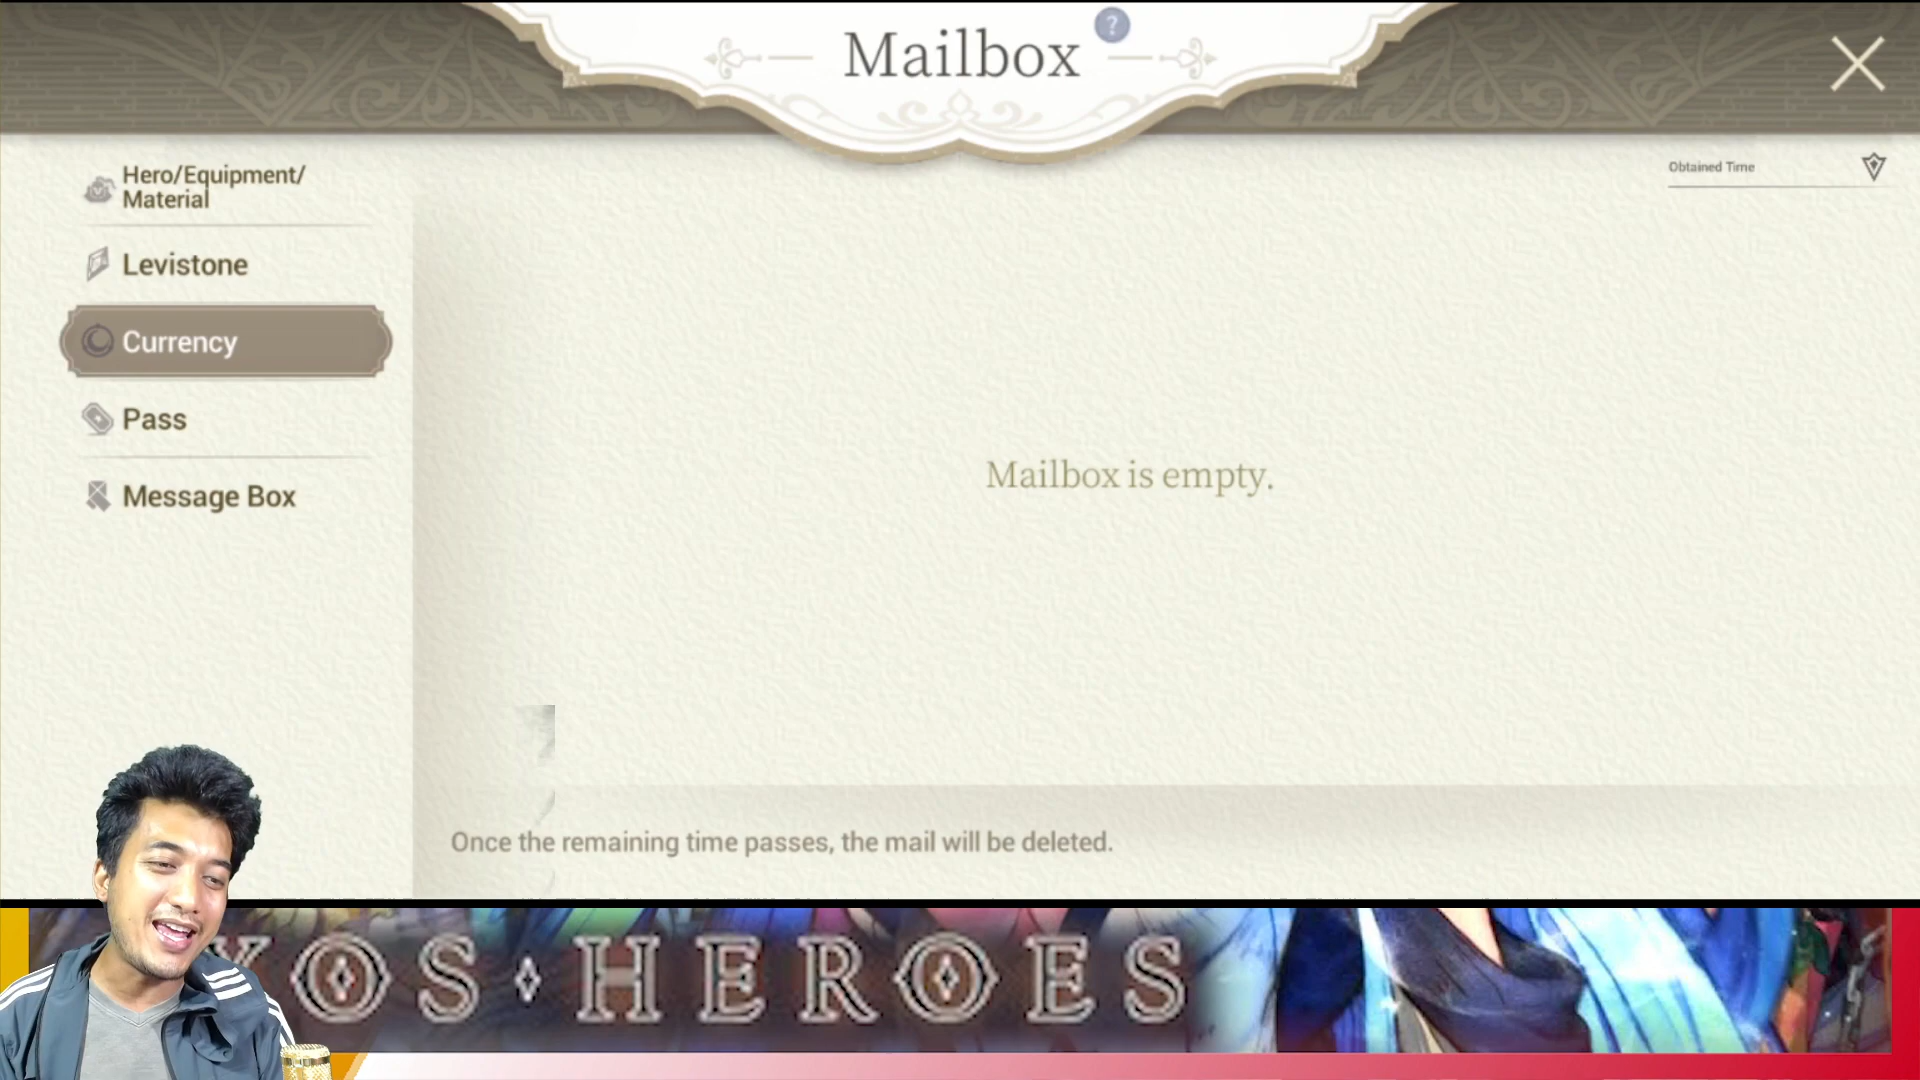 Mailbox
?
Obtained Time
Hero/Equipment/
Material
Levistone
Currency
Pass
Message Box
Mailbox is empty.
Once the remaining time passes, the mail will be deleted.
XOS HEROES